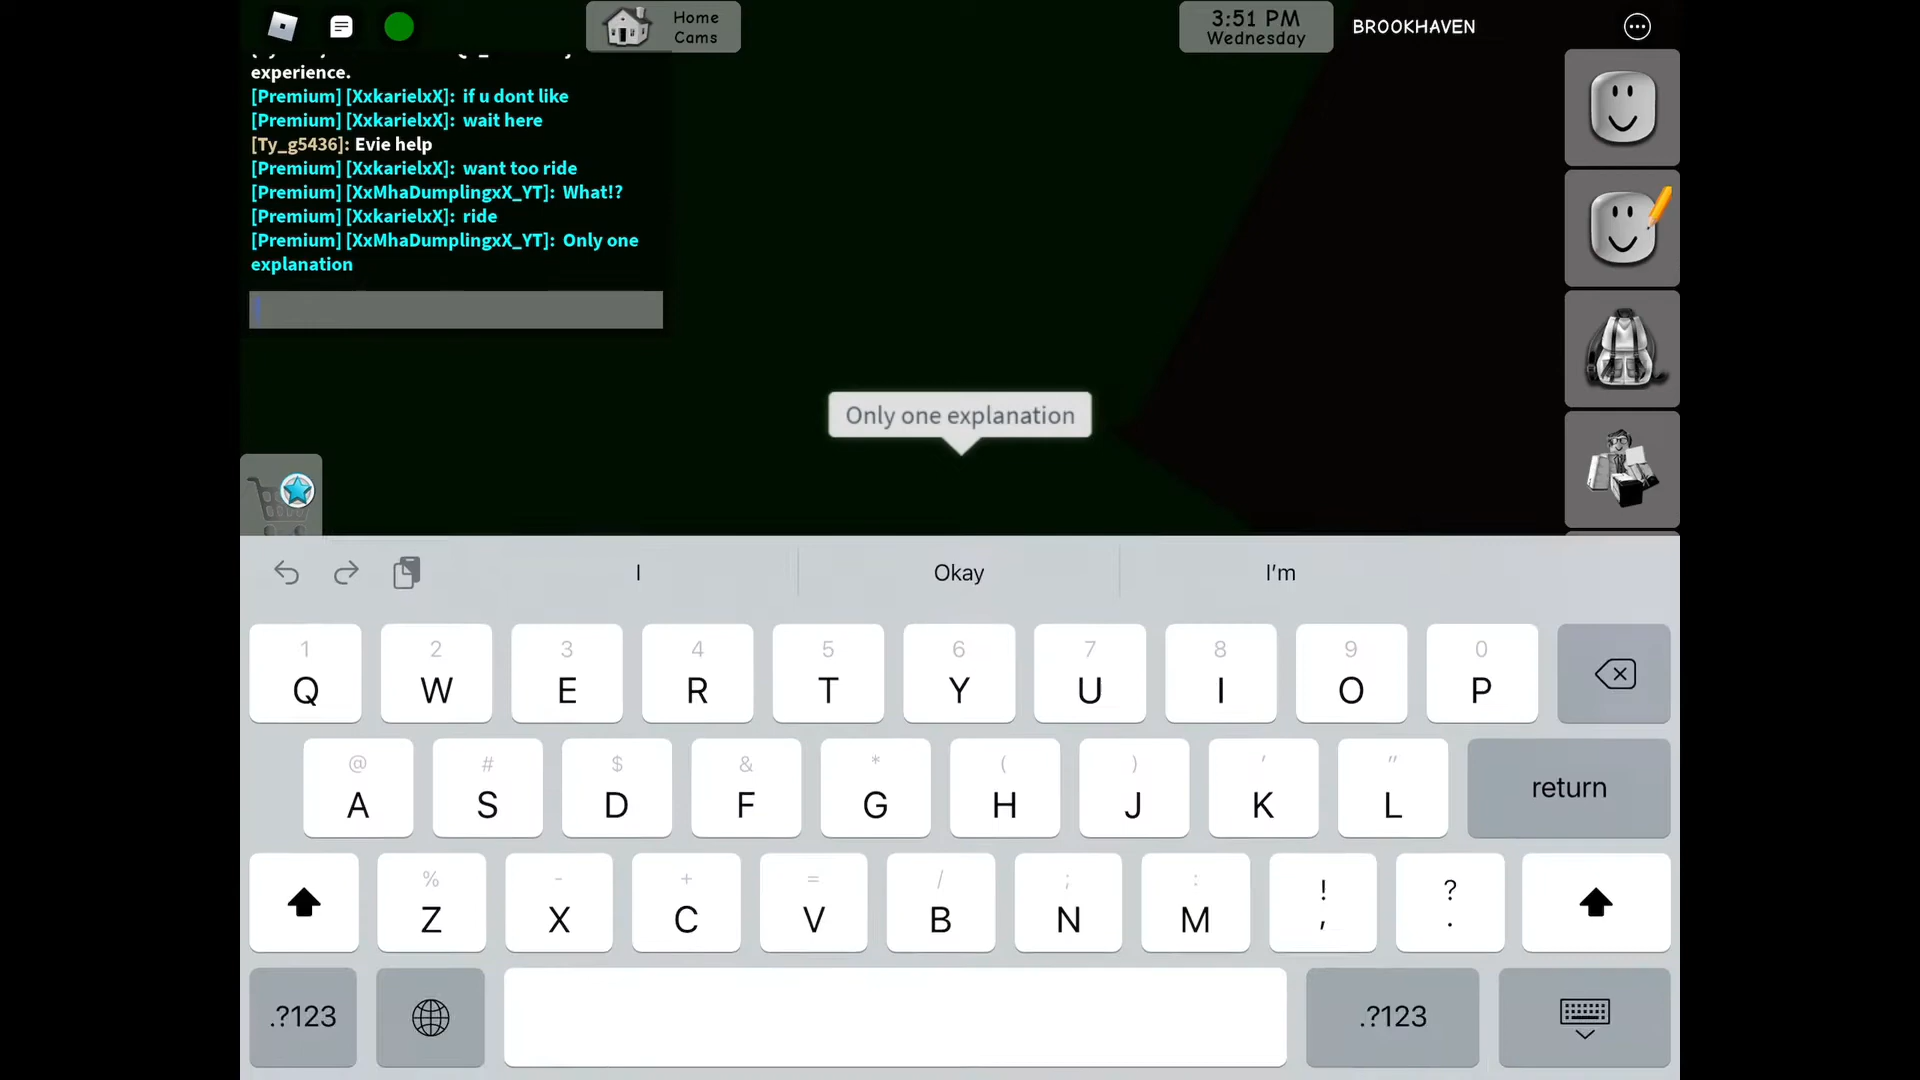 Home
Cams
3:51 PM
Wednesday
BROOKHAVEN
experience.
[Premium] [XxkarielxX]: if u dont like
[Premium] [XxkarielxX]: wait here
[Ty_g5436]: Evie help
[Premium] [XxkarielxX]: want too ride
[Premium] [XxMhaDumplingxX_YT]: What!?
[Premium] [XxkarielxX]: ride
[Premium] [XxMhaDumplingxX_YT]: Only one
explanation
Only one explanation
I Okay I'm
1 2 3 4 5 6 7 8 9 0
Q W E R T Y U I O P
@ # $ & * ( ) ' "
A S D F G H J K L return
% - + = / ; : ! ?
Z X C V B N M , .
.?123 .?123